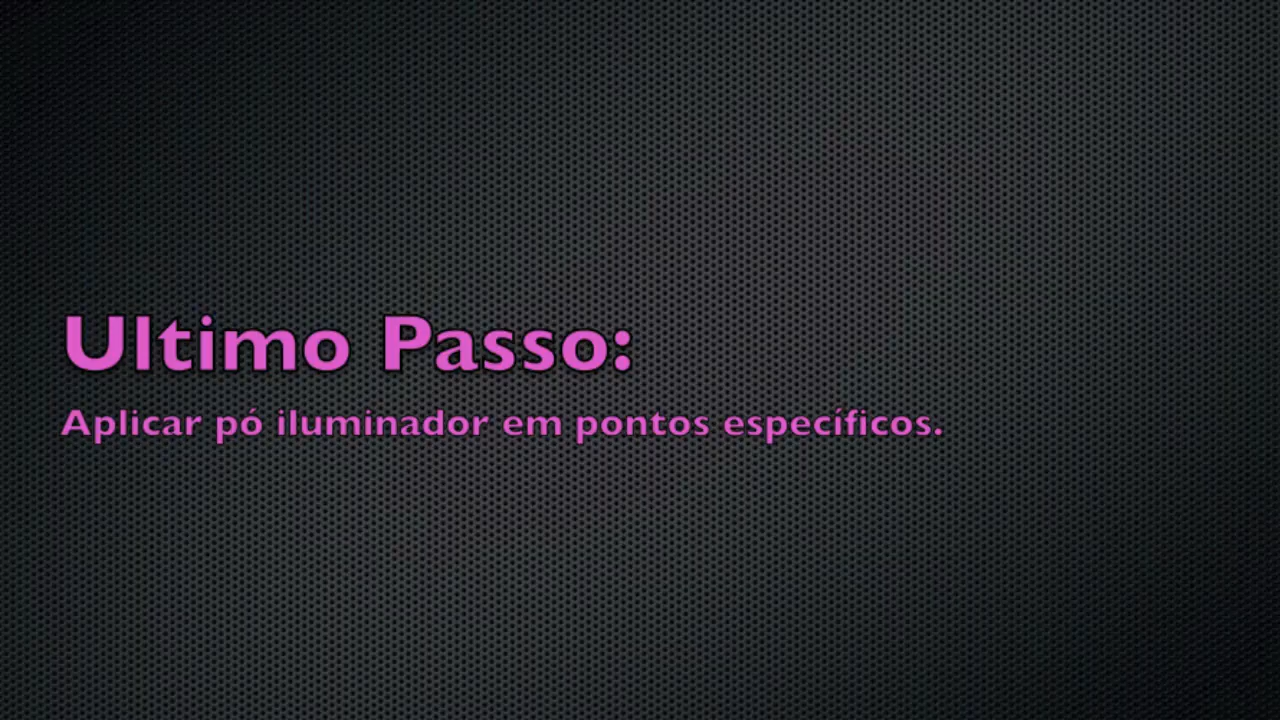 Ultimo Passo:
Aplicar pó iluminador em pontos específicos.